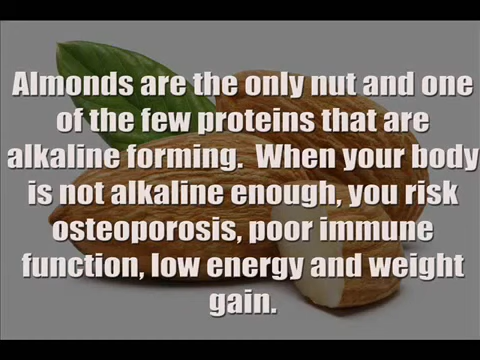 Almonds are the only nut and one
of the few proteins that are
alkaline forming.  When your body
is not alkaline enough, you risk
osteoporosis, poor immune
function, low energy and weight
gain.